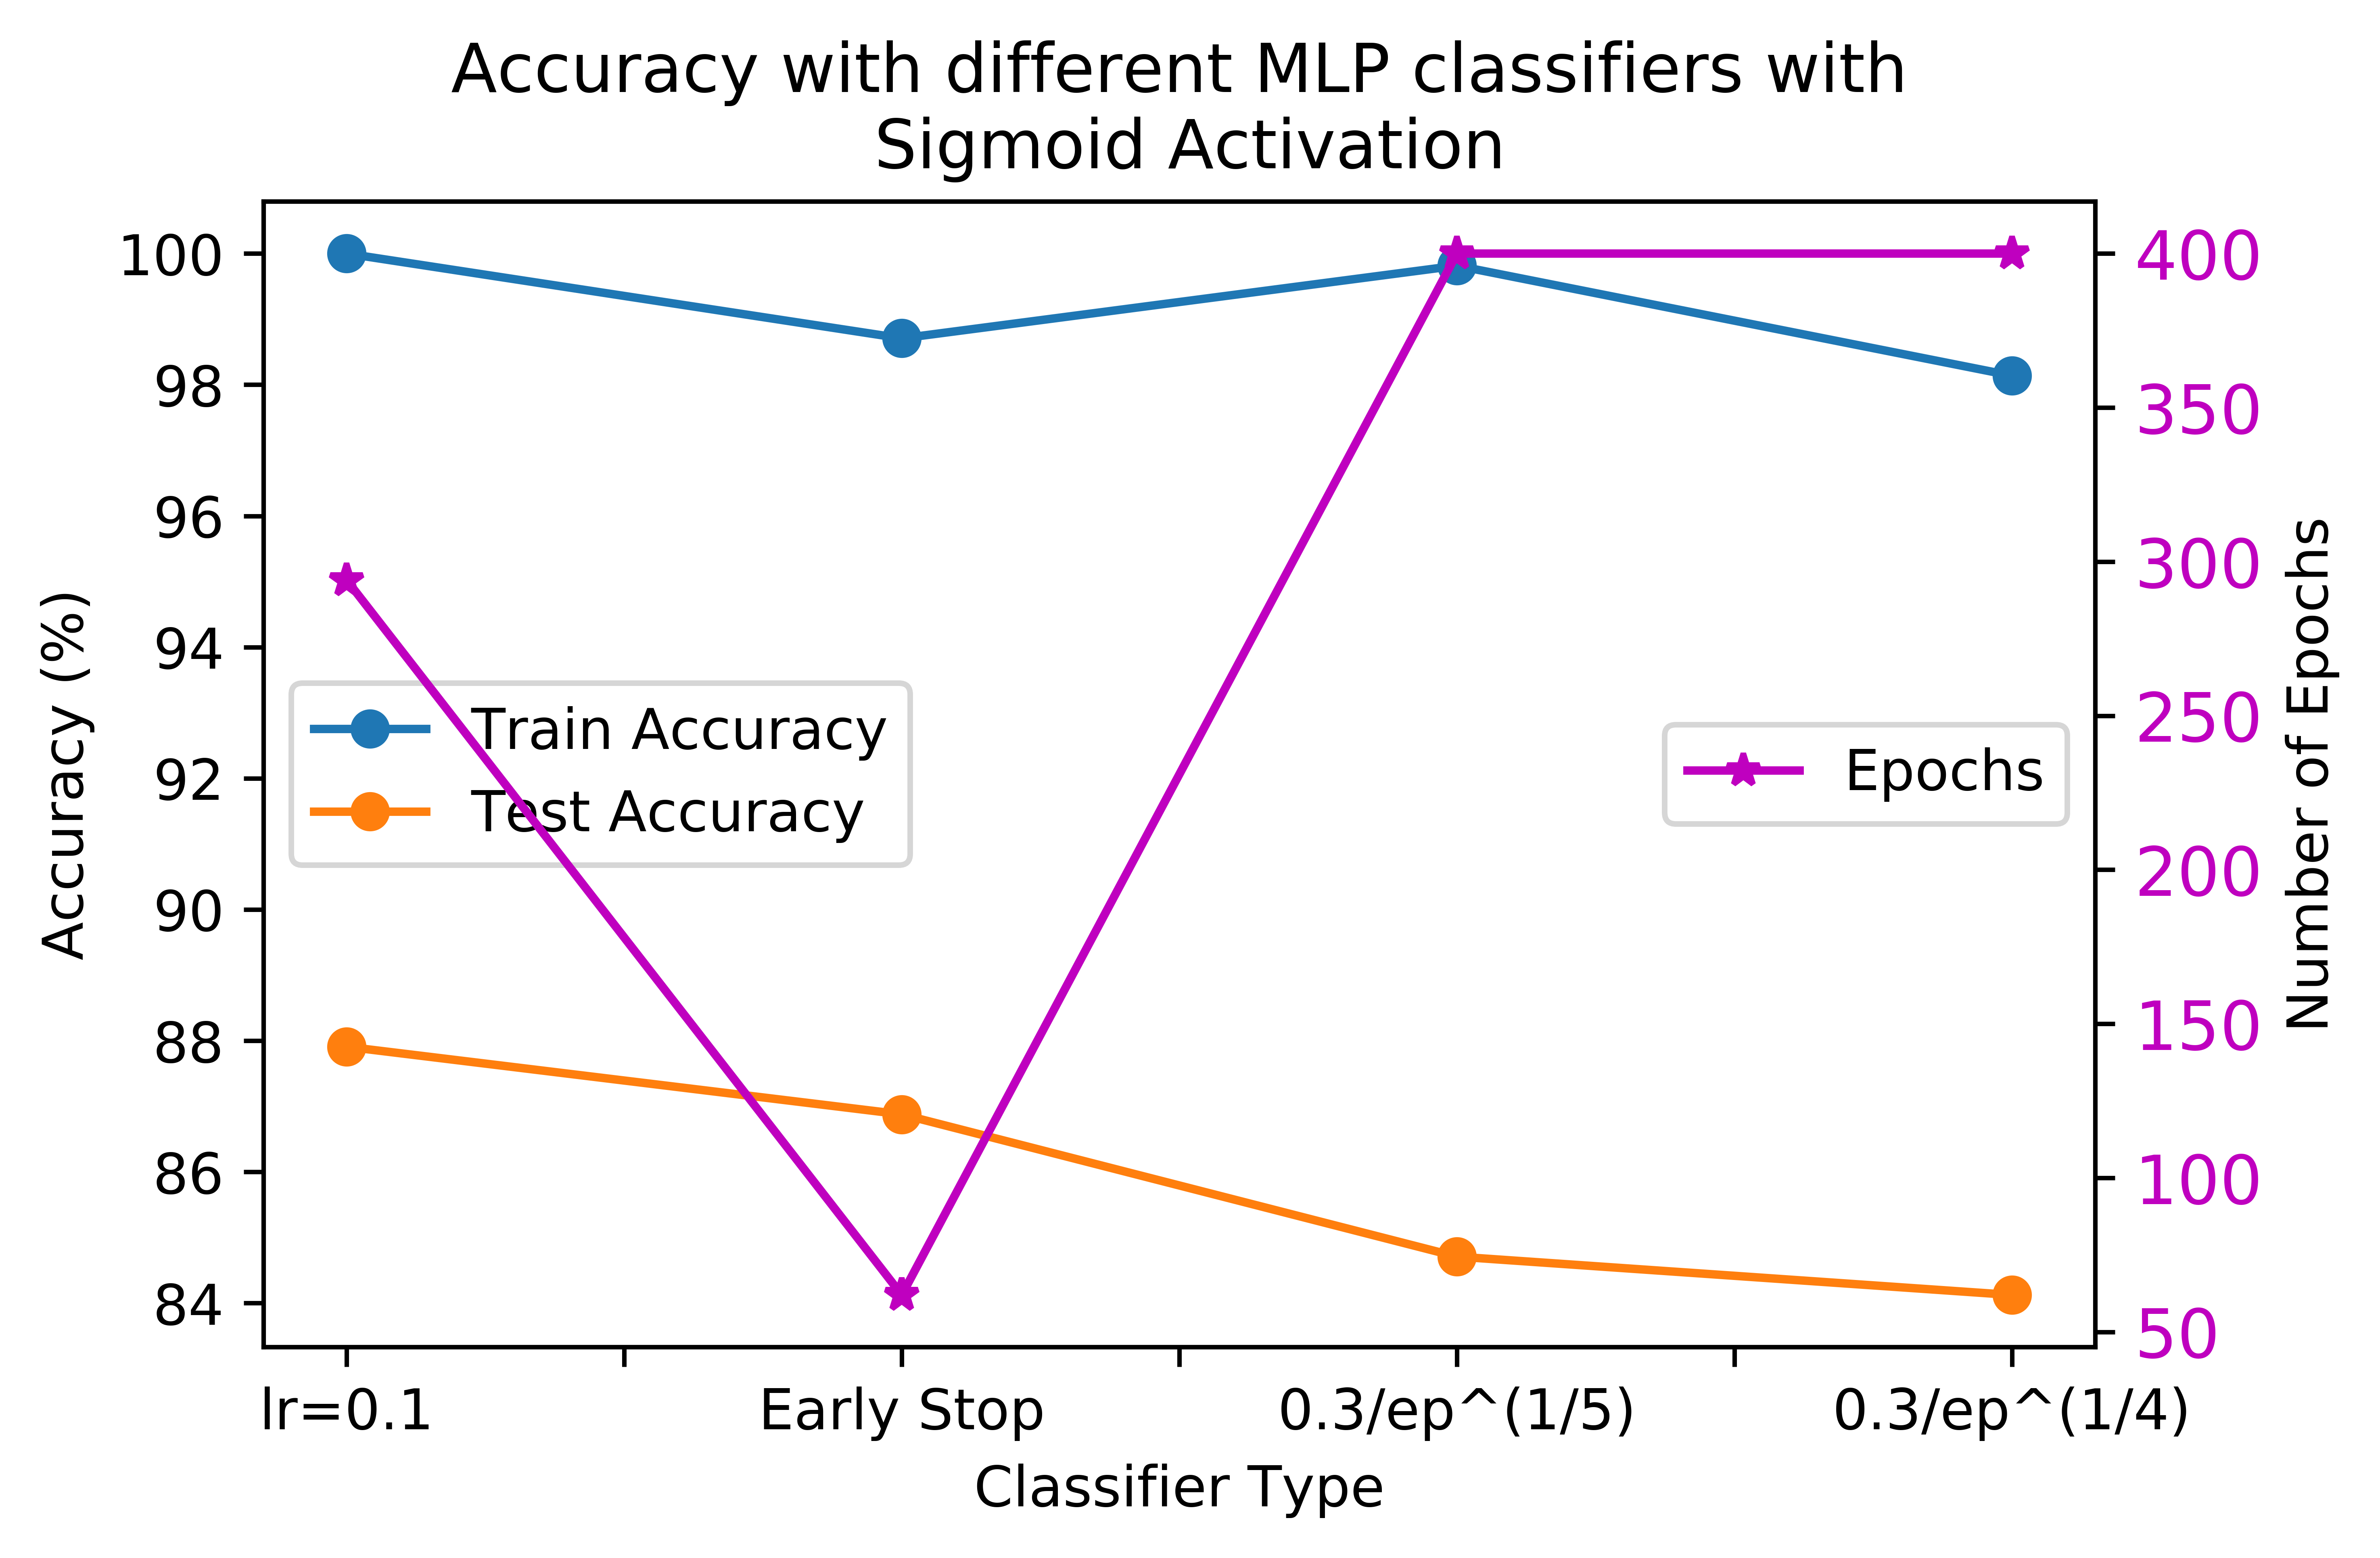 Accuracy with different MLP classifiers with
Sigmoid Activation
100
98
96
94
92
90
88
86
84
Accuracy (%)
Train Accuracy
Test Accuracy
Epochs
400
350
300
250
200
150
100
50
Number of Epochs
lr=0.1
Early Stop
0.3/ep^(1/5)
0.3/ep^(1/4)
Classifier Type